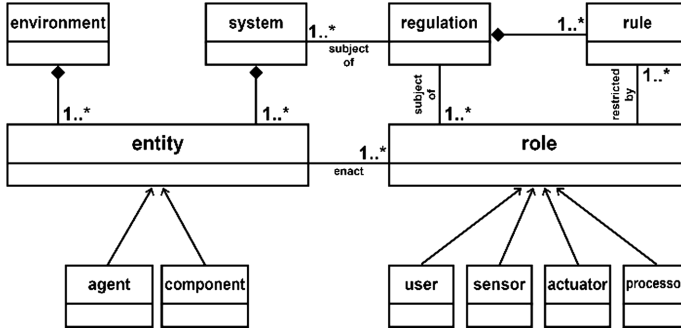 environment
system
regulation
rule
1..*
subject
of
1..*
1..*
1..*
subject
of
1..*
restricted
by
1..*
entity
role
1..*
enact
agent
component
user
sensor
actuator
processo